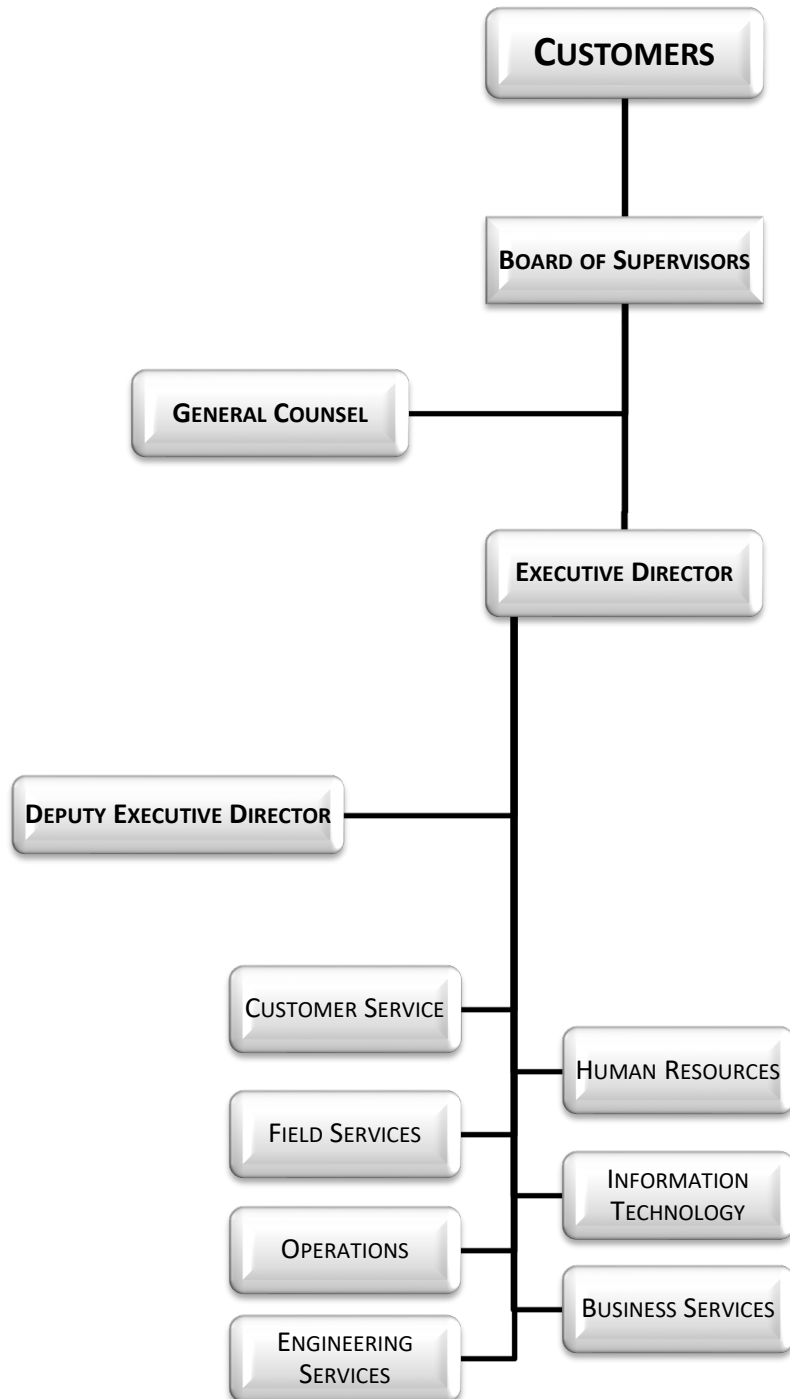 CUSTOMERS
BOARD OF SUPERVISORS
GENERAL COUNSEL
EXECUTIVE DIRECTOR
DEPUTY EXECUTIVE DIRECTOR
CUSTOMER SERVICE
HUMAN RESOURCES
FIELD SERVICES
INFORMATION
TECHNOLOGY
OPERATIONS
BUSINESS SERVICES
ENGINEERING
SERVICES